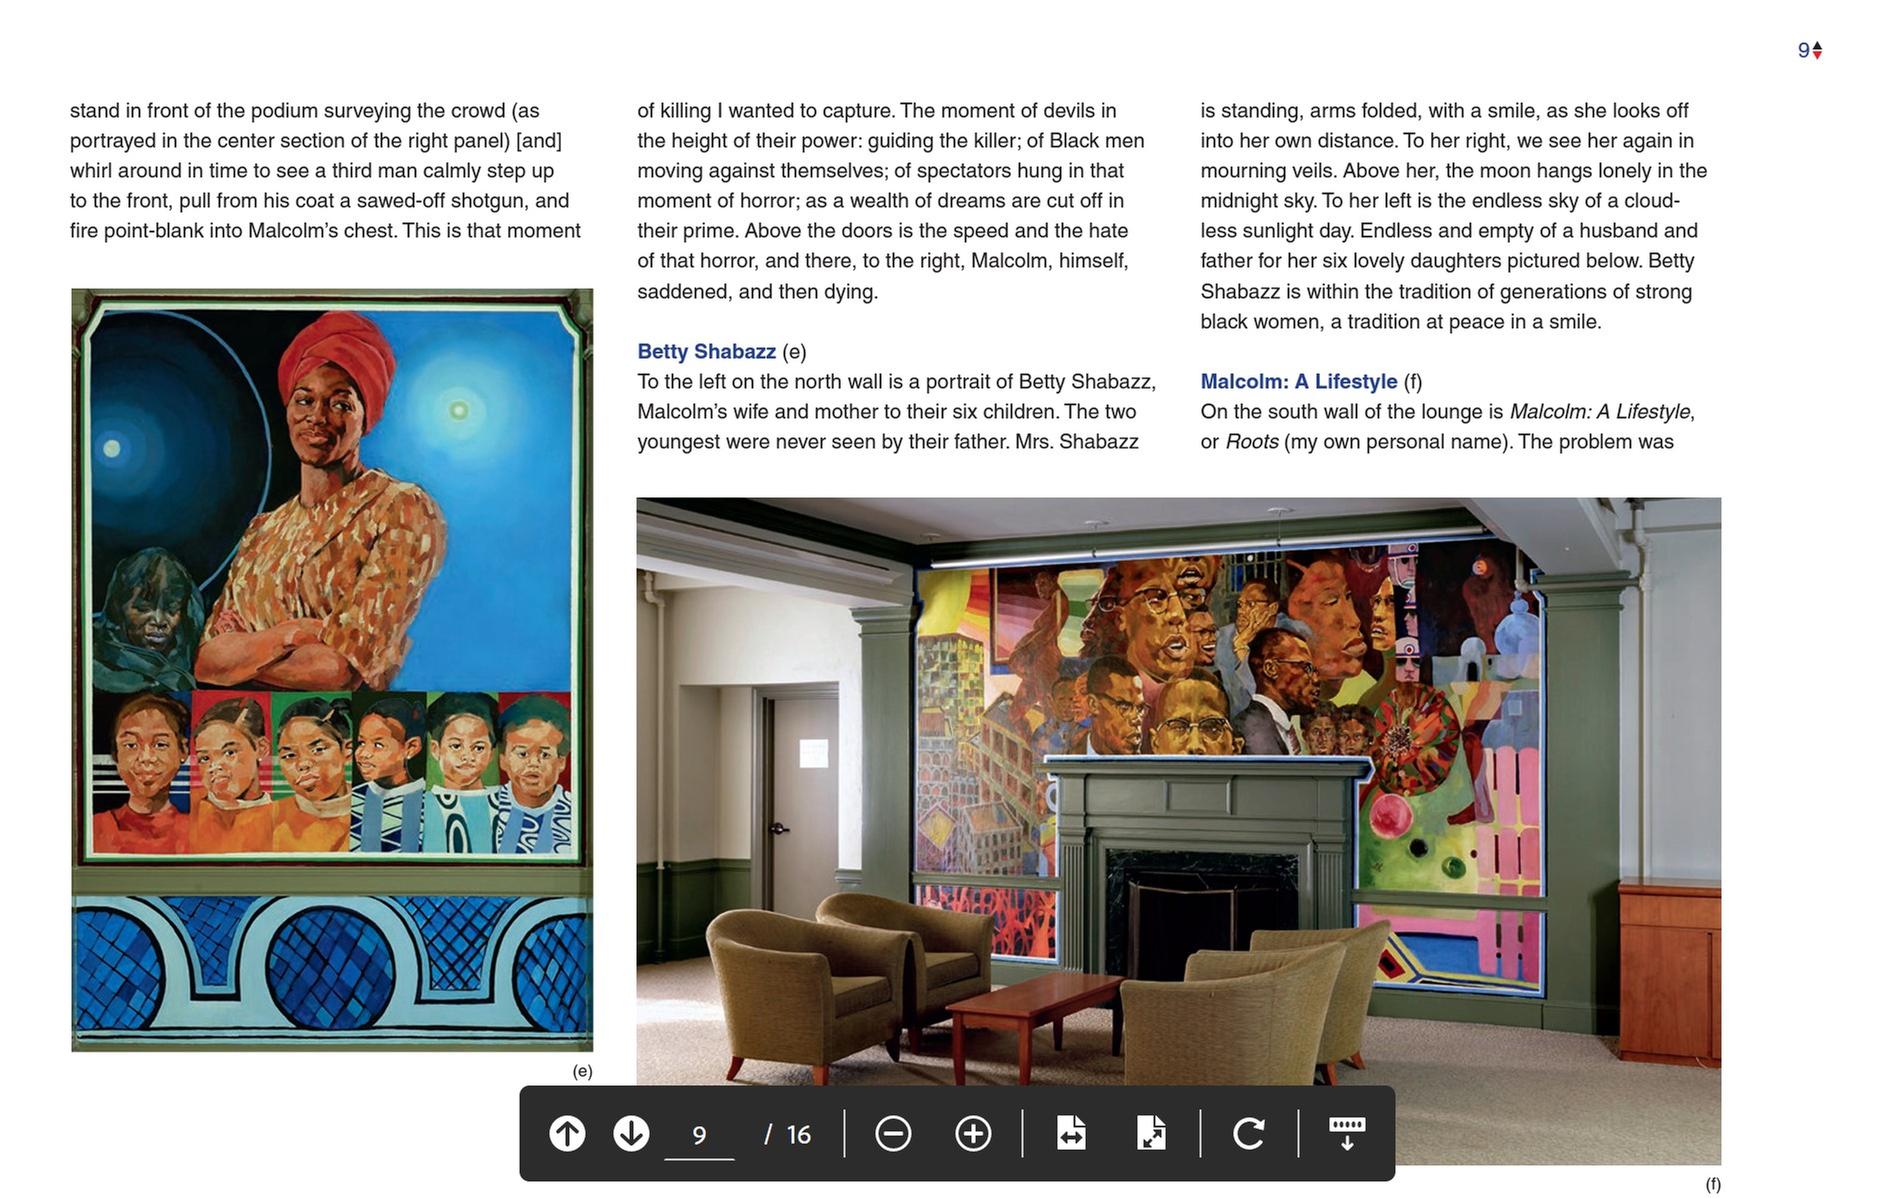 9
stand in front of the podium surveying the crowd (as
portrayed in the center section of the right panel) [and]
whirl around in time to see a third man calmly step up
to the front, pull from his coat a sawed-off shotgun, and
fire point-blank into Malcolm’s chest. This is that moment
(e)
of killing I wanted to capture. The moment of devils in
the height of their power: guiding the killer; of Black men
moving against themselves; of spectators hung in that
moment of horror; as a wealth of dreams are cut off in
their prime. Above the doors is the speed and the hate
of that horror, and there, to the right, Malcolm, himself,
saddened, and then dying.
Betty Shabazz (e)
To the left on the north wall is a portrait of Betty Shabazz,
Malcolm’s wife and mother to their six children. The two
youngest were never seen by their father. Mrs. Shabazz
is standing, arms folded, with a smile, as she looks off
into her own distance. To her right, we see her again in
mourning veils. Above her, the moon hangs lonely in the
midnight sky. To her left is the endless sky of a cloud-
less sunlight day. Endless and empty of a husband and
father for her six lovely daughters pictured below. Betty
Shabazz is within the tradition of generations of strong
black women, a tradition at peace in a smile.
Malcolm: A Lifestyle (f)
On the south wall of the lounge is Malcolm: A Lifestyle,
or Roots (my own personal name). The problem was
(f)
9 / 16